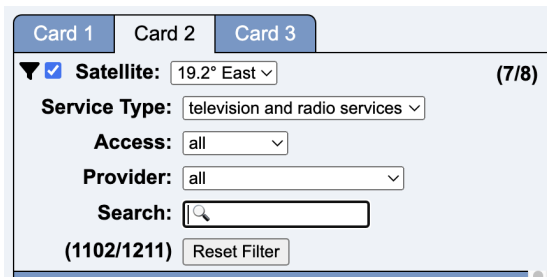 Card 1 Card 2 Card 3
Satellite: 19.2° East (7/8)
Service Type: television and radio services
Access: all
Provider: all
Search:
(1102/1211) Reset Filter